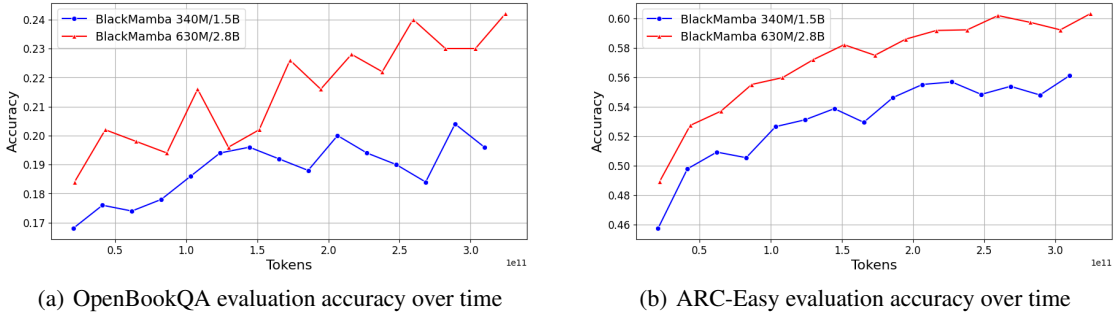 BlackMamba 340M/1.5B
BlackMamba 630M/2.8B
Accuracy
0.24
0.23
0.22
0.21
0.20
0.19
0.18
0.17
0.5
1.0
1.5
2.0
2.5
3.0
1e11
Tokens
(a) OpenBookQA evaluation accuracy over time
BlackMamba 340M/1.5B
BlackMamba 630M/2.8B
Accuracy
0.60
0.58
0.56
0.54
0.52
0.50
0.48
0.46
0.5
1.0
1.5
2.0
2.5
3.0
1e11
Tokens
(b) ARC-Easy evaluation accuracy over time